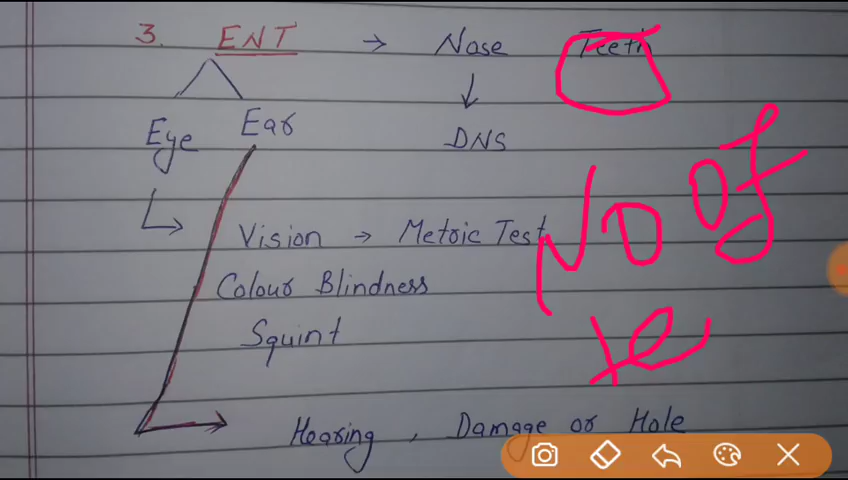 3. ENT → Nose Teeth
Eye Ear DNS
No Of
Vision → Metric Test
Colour Blindness
te
Squint
Hearing, Damage or Hole